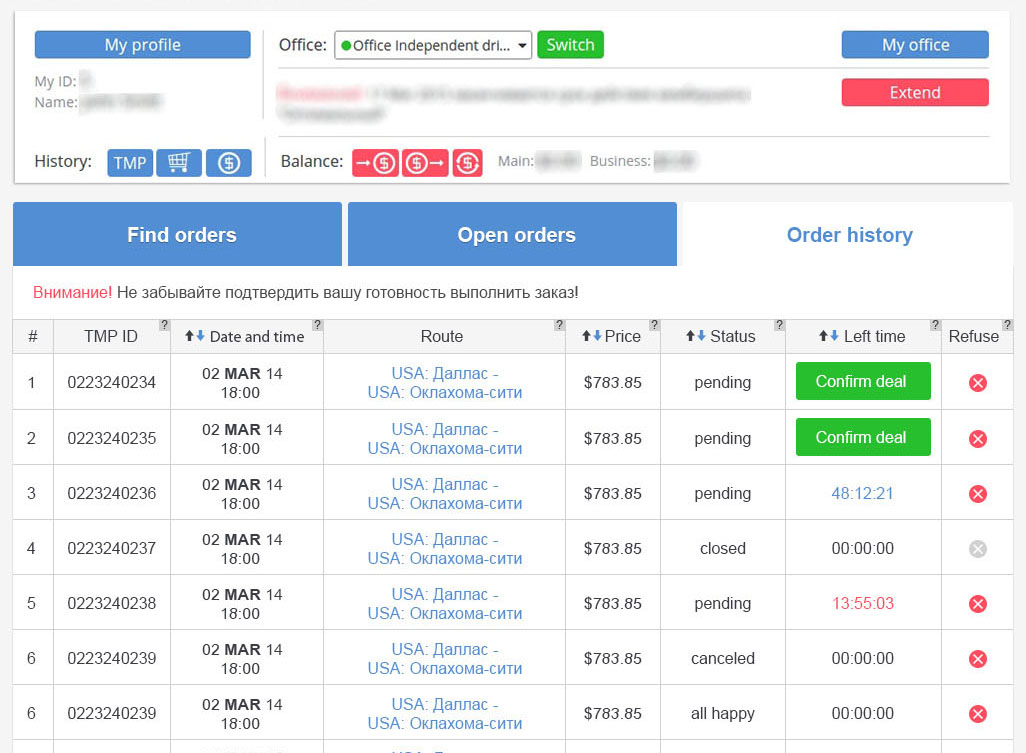 My profile
Office:
Office Independent dri...
Switch
My office
My ID:
Name:
Extend
History:
TMP
Balance:
Main:
Business:
Find orders
Open orders
Order history
Внимание! Не забывайте подтвердить вашу готовность выполнить заказ!
# TMP ID ? Date and time ? Route ? Price ? Status ? Left time ? Refuse ?
1 0223240234 02 MAR 14 18:00 USA: Даллас - USA: Оклахома-сити $783.85 pending Confirm deal
2 0223240235 02 MAR 14 18:00 USA: Даллас - USA: Оклахома-сити $783.85 pending Confirm deal
3 0223240236 02 MAR 14 18:00 USA: Даллас - USA: Оклахома-сити $783.85 pending 48:12:21
4 0223240237 02 MAR 14 18:00 USA: Даллас - USA: Оклахома-сити $783.85 closed 00:00:00
5 0223240238 02 MAR 14 18:00 USA: Даллас - USA: Оклахома-сити $783.85 pending 13:55:03
6 0223240239 02 MAR 14 18:00 USA: Даллас - USA: Оклахома-сити $783.85 canceled 00:00:00
6 0223240239 02 MAR 14 18:00 USA: Даллас - USA: Оклахома-сити $783.85 all happy 00:00:00